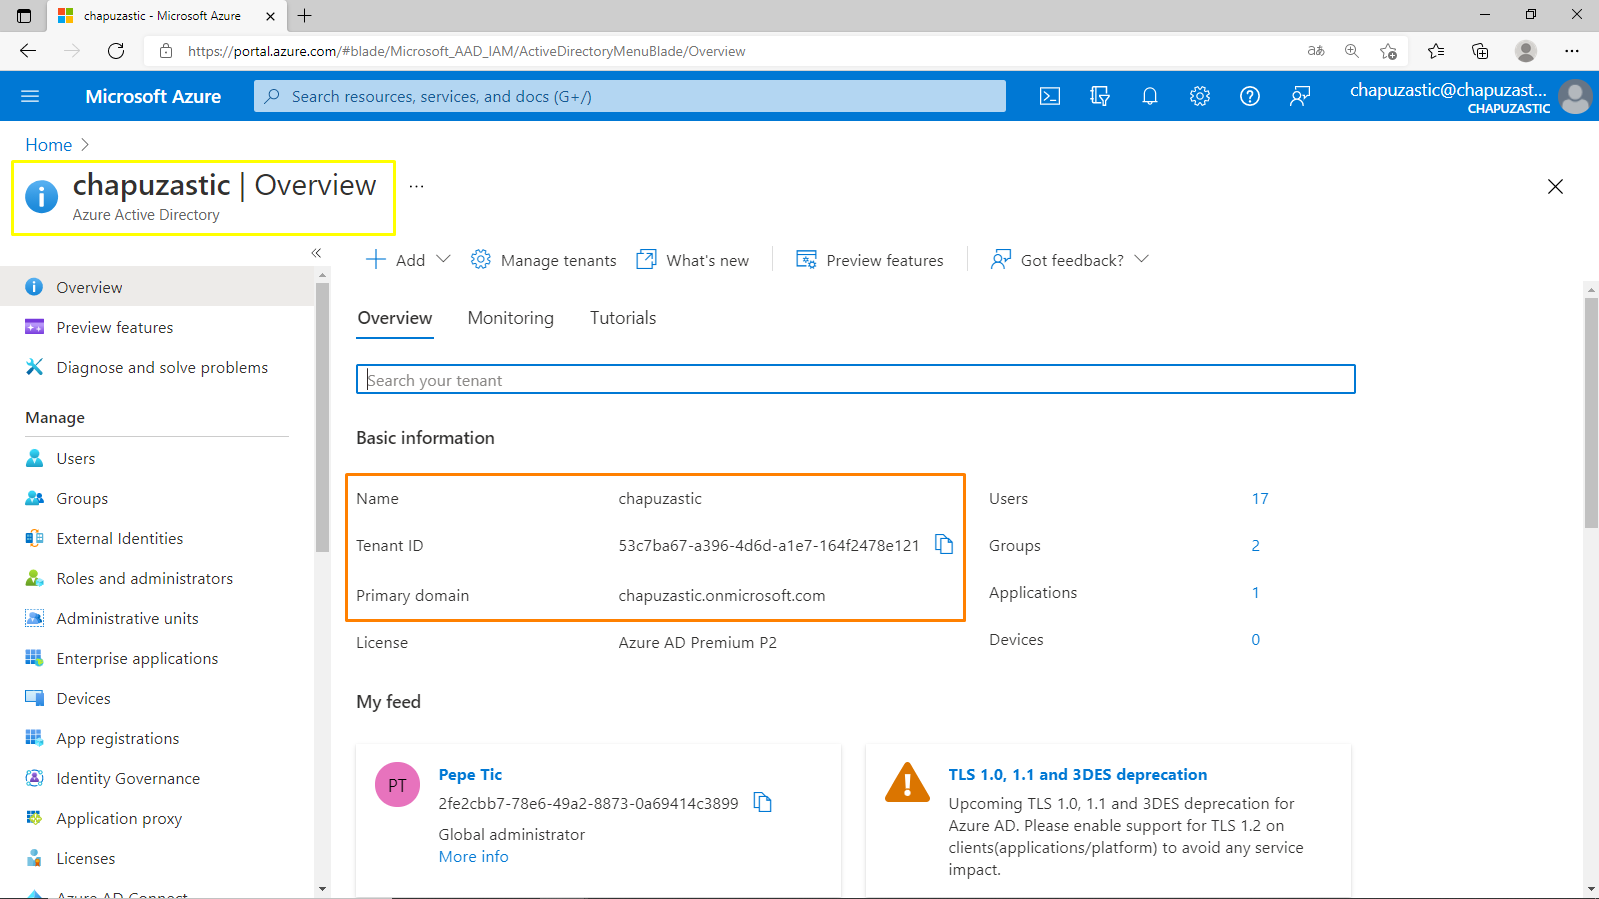 chapuzastic - Microsoft Azure
https://portal.azure.com/#blade/Microsoft_AAD_IAM/ActiveDirectoryMenuBlade/Overview
aあ
Microsoft Azure
Search resources, services, and docs (G+/)
chapuzastic@chapuzast...
CHAPUZASTIC
Home
chapuzastic | Overview
Azure Active Directory
Overview
Preview features
Diagnose and solve problems
Manage
Users
Groups
External Identities
Roles and administrators
Administrative units
Enterprise applications
Devices
App registrations
Identity Governance
Application proxy
Licenses
Azure AD Connect
Add
Manage tenants
What's new
Preview features
Got feedback?
Overview
Monitoring
Tutorials
Search your tenant
Basic information
Name chapuzastic
Tenant ID 53c7ba67-a396-4d6d-a1e7-164f2478e121
Primary domain chapuzastic.onmicrosoft.com
License Azure AD Premium P2
Users 17
Groups 2
Applications 1
Devices 0
My feed
PT
Pepe Tic
2fe2cbb7-78e6-49a2-8873-0a69414c3899
Global administrator
More info
TLS 1.0, 1.1 and 3DES deprecation
Upcoming TLS 1.0, 1.1 and 3DES deprecation for
Azure AD. Please enable support for TLS 1.2 on
clients(applications/platform) to avoid any service
impact.